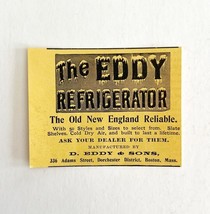 The EDDY
REFRIGERATOR
The Old New England Reliable.
With 40 Styles and Sizes to select from. Slate
Shelves, Cold Dry Air, and built to last a lifetime.
ASK YOUR DEALER FOR THEM.
MANUFACTURED BY
D. EDDY & SONS,
336 Adams Street, Dorchester District, Boston, Mass.